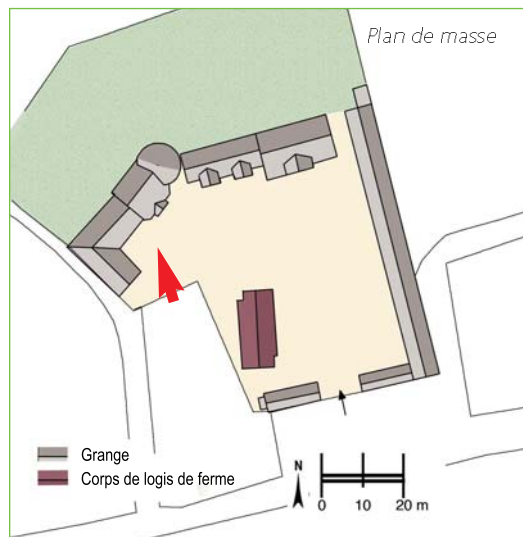 Plan de masse
Grange
Corps de logis de ferme
N
0 10 20 m